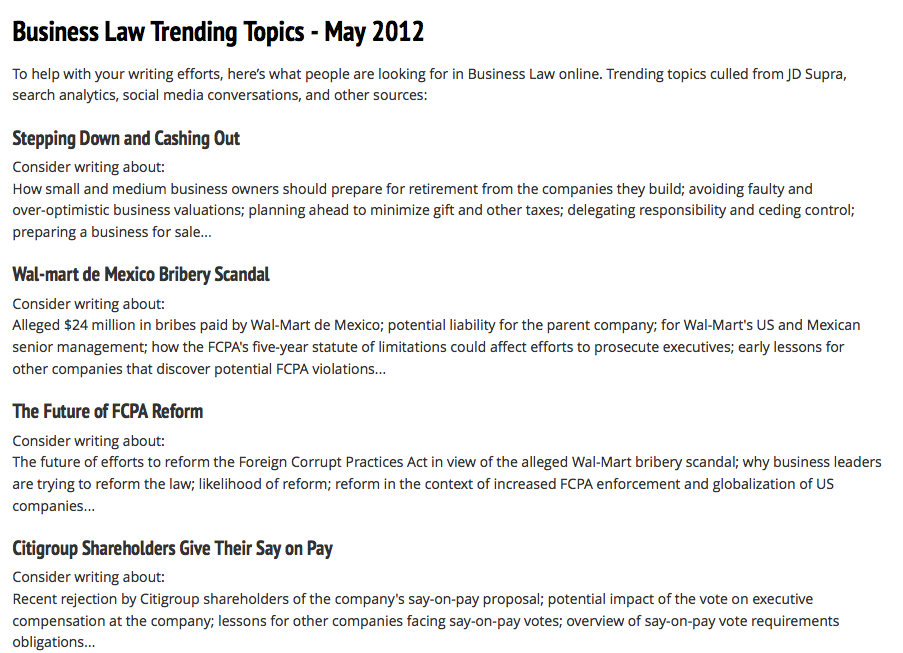 Business Law Trending Topics - May 2012
To help with your writing efforts, here’s what people are looking for in Business Law online. Trending topics culled from JD Supra,
search analytics, social media conversations, and other sources:
Stepping Down and Cashing Out
Consider writing about:
How small and medium business owners should prepare for retirement from the companies they build; avoiding faulty and
over-optimistic business valuations; planning ahead to minimize gift and other taxes; delegating responsibility and ceding control;
preparing a business for sale...
Wal-mart de Mexico Bribery Scandal
Consider writing about:
Alleged $24 million in bribes paid by Wal-Mart de Mexico; potential liability for the parent company; for Wal-Mart's US and Mexican
senior management; how the FCPA's five-year statute of limitations could affect efforts to prosecute executives; early lessons for
other companies that discover potential FCPA violations...
The Future of FCPA Reform
Consider writing about:
The future of efforts to reform the Foreign Corrupt Practices Act in view of the alleged Wal-Mart bribery scandal; why business leaders
are trying to reform the law; likelihood of reform; reform in the context of increased FCPA enforcement and globalization of US
companies...
Citigroup Shareholders Give Their Say on Pay
Consider writing about:
Recent rejection by Citigroup shareholders of the company's say-on-pay proposal; potential impact of the vote on executive
compensation at the company; lessons for other companies facing say-on-pay votes; overview of say-on-pay vote requirements
obligations...